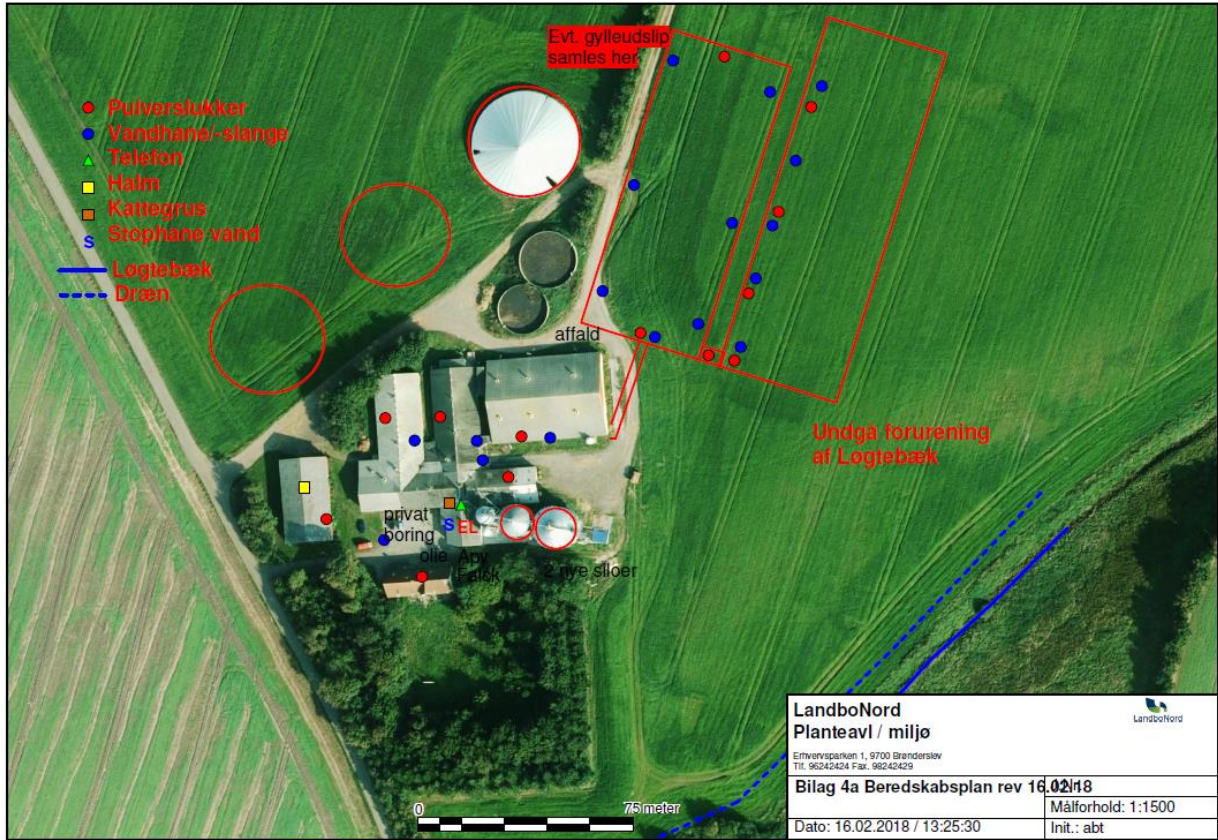 Evt. gylleudslip
samles her
Pulverslukker
Vandhane/-slange
Telefon
Halm
Kattegrus
S Stophane vand
Løgtebæk
Dræn
affald
Undgå forurening
af Løgtebæk
privat
boring
S EL
olie
Apv
Falck
2 nye siloer
0 75 meter
LandboNord
Planteavl / miljø
LandboNord
Erhvervsparken 1, 9700 Brønderslev
Tlf. 96242424 Fax. 98242429
Bilag 4a Beredskabsplan rev 16.02.18
Målforhold: 1:1500
Dato: 16.02.2018 / 13:25:30
Init.: abt